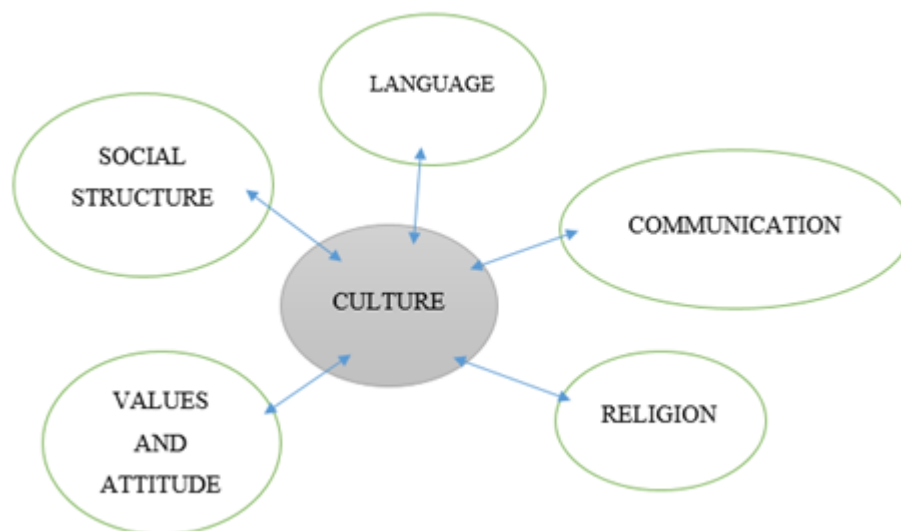 LANGUAGE
SOCIAL
STRUCTURE
COMMUNICATION
CULTURE
VALUES
AND
ATTITUDE
RELIGION